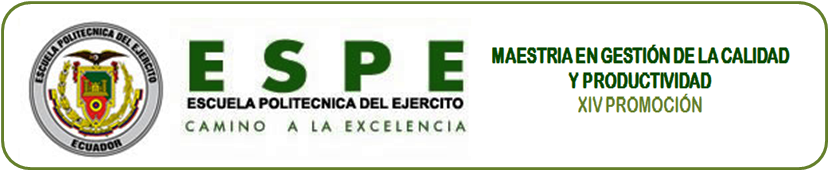 ESCUELA POLITECNICA DEL EJERCITO
ECUADOR
ESPE
ESCUELA POLITECNICA DEL EJERCITO
CAMINO A LA EXCELENCIA
MAESTRIA EN GESTIÓN DE LA CALIDAD
Y PRODUCTIVIDAD
XIV PROMOCIÓN